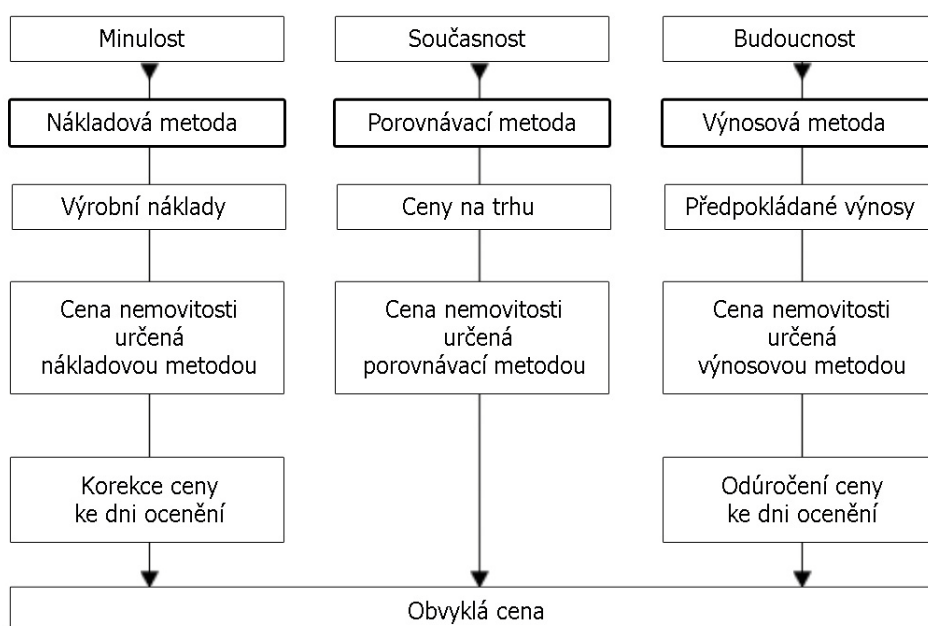 Minulost
Současnost
Budoucnost
Nákladová metoda
Porovnávací metoda
Výnosová metoda
Výrobní náklady
Ceny na trhu
Předpokládané výnosy
Cena nemovitosti
určená
nákladovou metodou
Cena nemovitosti
určená
porovnávací metodou
Cena nemovitosti
určená
výnosovou metodou
Korekce ceny
ke dni ocenění
Odúročení ceny
ke dni ocenění
Obvyklá cena